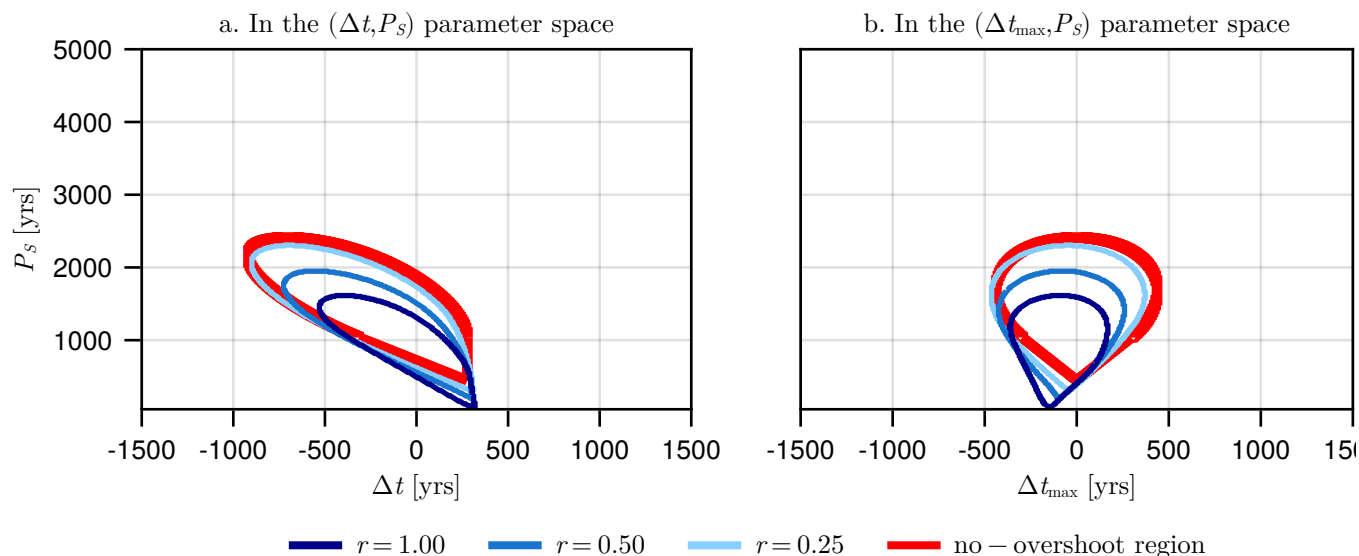 a. In the (Δt,P_S) parameter space
b. In the (Δt_max,P_S) parameter space
5000
4000
3000
2000
1000
P_S [yrs]
-1500 -1000 -500 0 500 1000 1500
-1500 -1000 -500 0 500 1000 150
Δt [yrs]
Δt_max [yrs]
r = 1.00
r = 0.50
r = 0.25
no − overshoot region